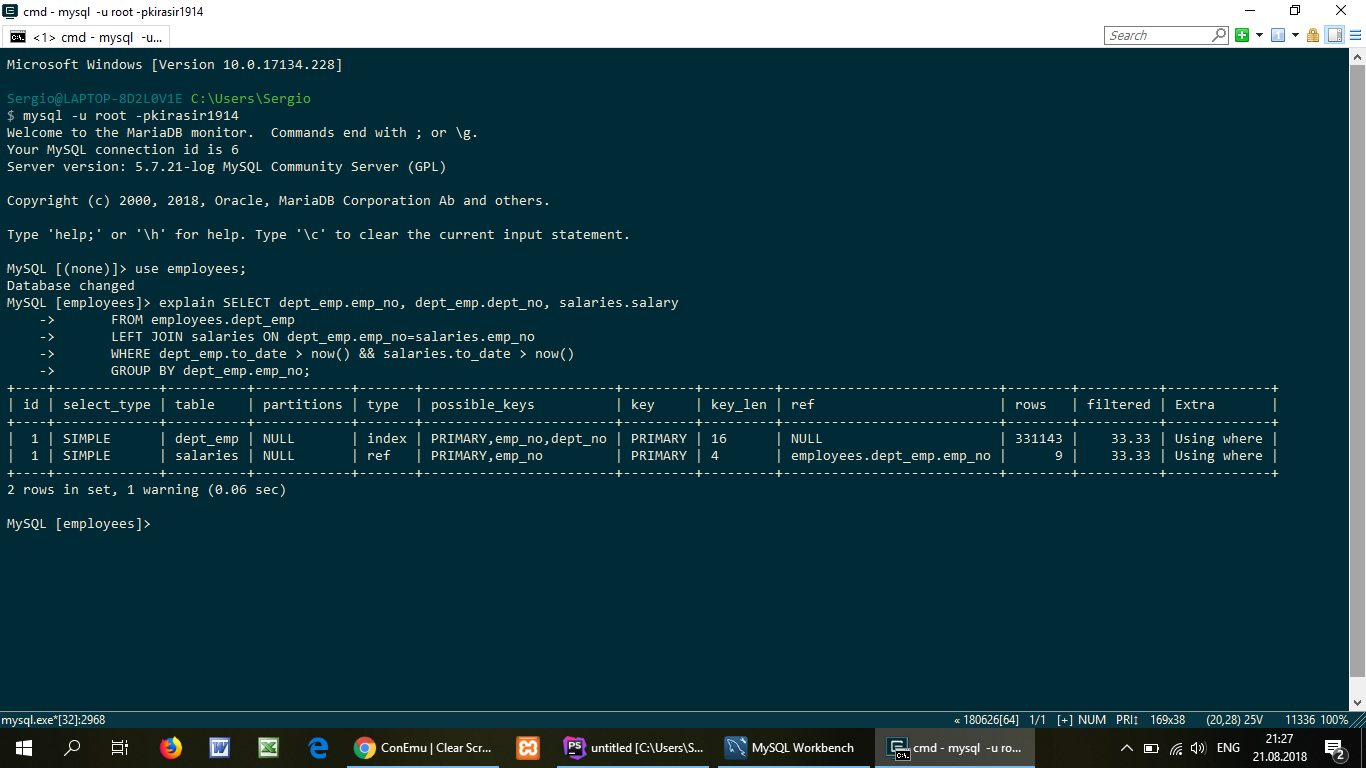 cmd - mysql  -u root -pkirasir1914
<1> cmd - mysql  -u...
Search
Microsoft Windows [Version 10.0.17134.228]
Sergio@LAPTOP-8D2L0V1E C:\Users\Sergio
$ mysql -u root -pkirasir1914
Welcome to the MariaDB monitor.  Commands end with ; or \g.
Your MySQL connection id is 6
Server version: 5.7.21-log MySQL Community Server (GPL)
Copyright (c) 2000, 2018, Oracle, MariaDB Corporation Ab and others.
Type 'help;' or '\h' for help. Type '\c' to clear the current input statement.
MySQL [(none)]> use employees;
Database changed
MySQL [employees]> explain SELECT dept_emp.emp_no, dept_emp.dept_no, salaries.salary
    ->       FROM employees.dept_emp
    ->       LEFT JOIN salaries ON dept_emp.emp_no=salaries.emp_no
    ->       WHERE dept_emp.to_date > now() && salaries.to_date > now()
    ->       GROUP BY dept_emp.emp_no;
+----+-------------+----------+------------+-------+------------------------+---------+---------+---------------------------+--------+----------+-------------+
| id | select_type | table    | partitions | type  | possible_keys          | key     | key_len | ref                       | rows   | filtered | Extra       |
+----+-------------+----------+------------+-------+------------------------+---------+---------+---------------------------+--------+----------+-------------+
|  1 | SIMPLE      | dept_emp | NULL       | index | PRIMARY,emp_no,dept_no | PRIMARY | 16      | NULL                      | 331143 |    33.33 | Using where |
|  1 | SIMPLE      | salaries | NULL       | ref   | PRIMARY,emp_no         | PRIMARY | 4       | employees.dept_emp.emp_no |      9 |    33.33 | Using where |
+----+-------------+----------+------------+-------+------------------------+---------+---------+---------------------------+--------+----------+-------------+
2 rows in set, 1 warning (0.06 sec)
MySQL [employees]>
mysql.exe*[32]:2968 « 180626[64] 1/1 [+] NUM PRI↕ 169x38 (20,28) 25V 11336 100%
ConEmu | Clear Scr... untitled [C:\Users\S... MySQL Workbench cmd - mysql  -u ro... ENG 21:27
21.08.2018 2